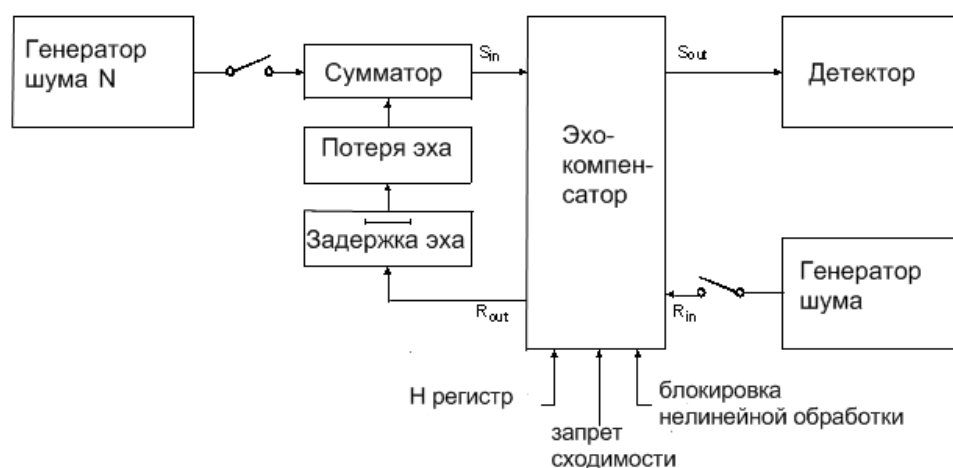 Генератор
шума N
Сумматор
Sin
Sout
Детектор
Потеря эха
Эхо-
компен-
сатор
Задержка эха
Генератор
шума
Rout
Rin
Н регистр
запрет
сходимости
блокировка
нелинейной обработки